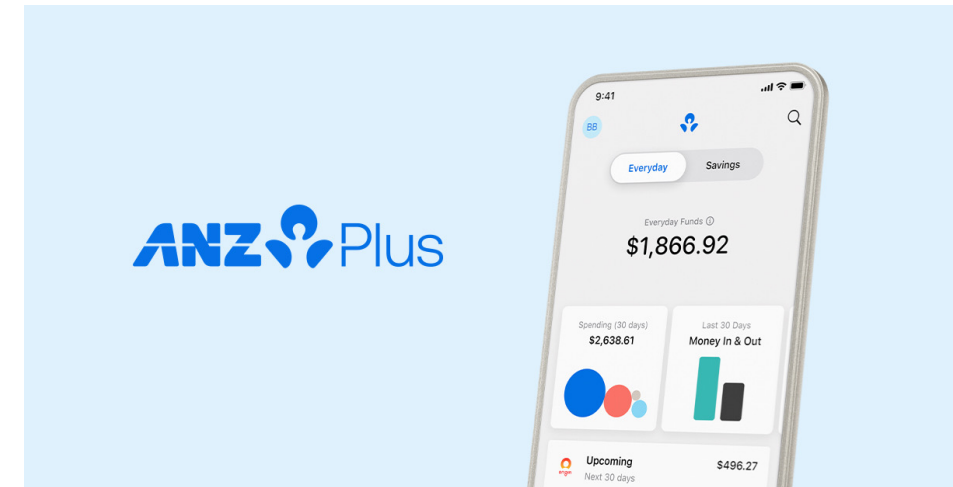 ANZ Plus
9:41
BB
Everyday
Savings
Everyday Funds
$1,866.92
Spending (30 days)
$2,638.61
Last 30 Days
Money In & Out
Upcoming
$496.27
Next 30 days
engie